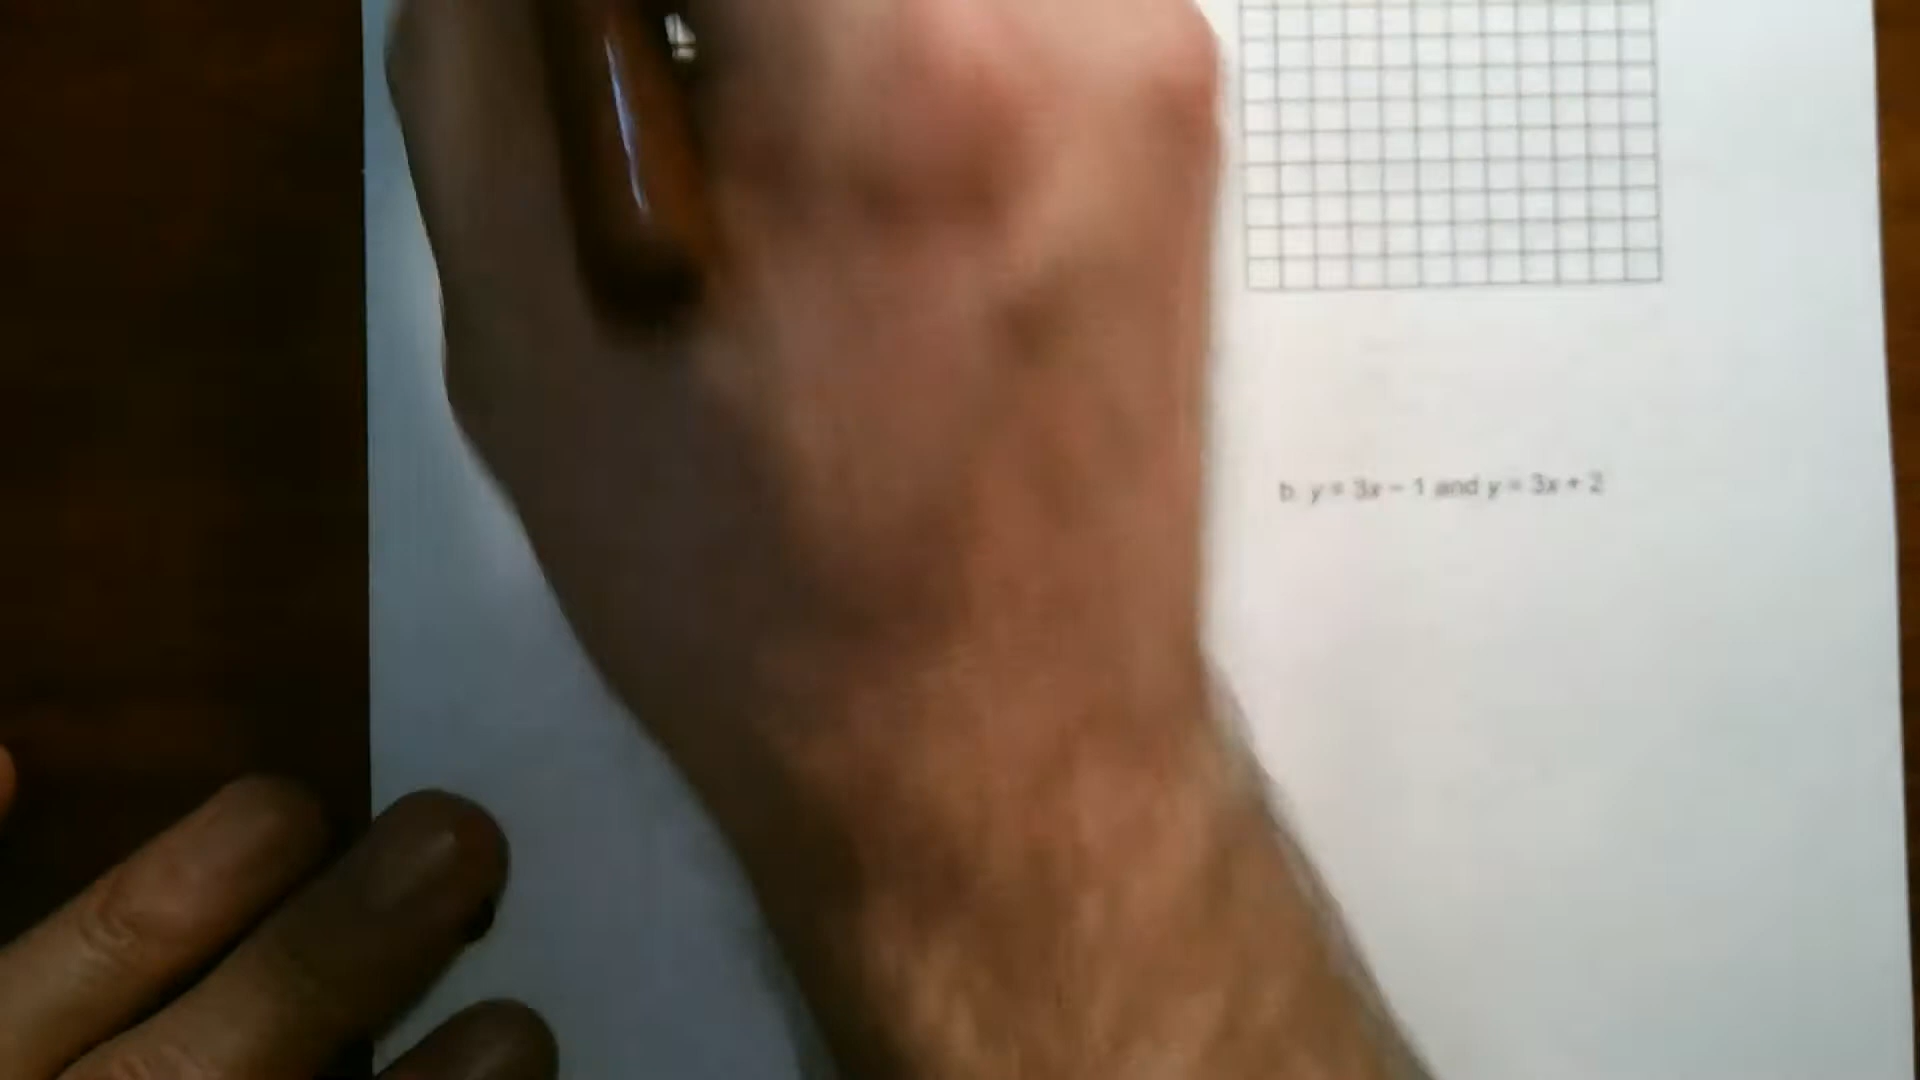 b. y = 3x – 1 and y = 3x + 2